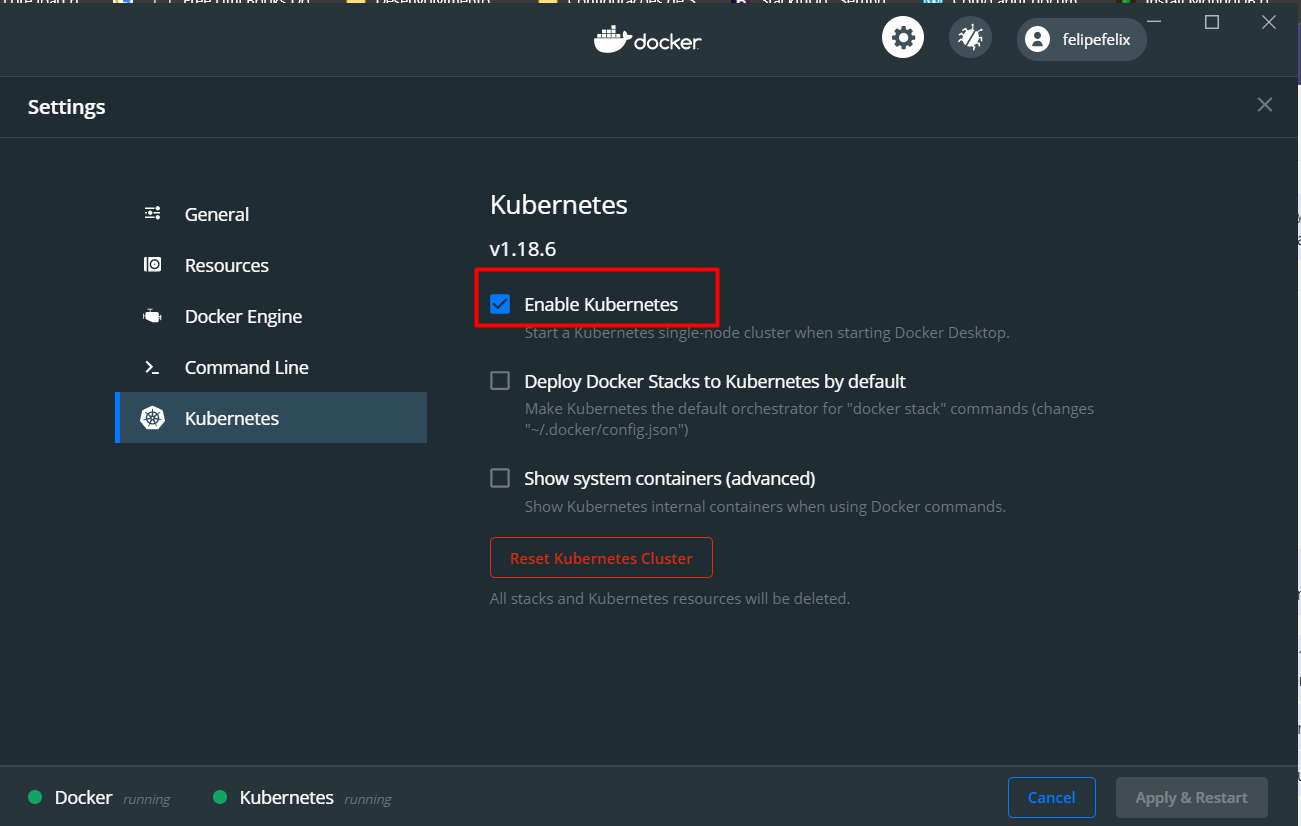 docker
felipefelix
Settings
General
Resources
Docker Engine
Command Line
Kubernetes
Kubernetes
v1.18.6
Enable Kubernetes
Start a Kubernetes single-node cluster when starting Docker Desktop.
Deploy Docker Stacks to Kubernetes by default
Make Kubernetes the default orchestrator for "docker stack" commands (changes
"~/.docker/config.json")
Show system containers (advanced)
Show Kubernetes internal containers when using Docker commands.
Reset Kubernetes Cluster
All stacks and Kubernetes resources will be deleted.
Docker running
Kubernetes running
Cancel
Apply & Restart